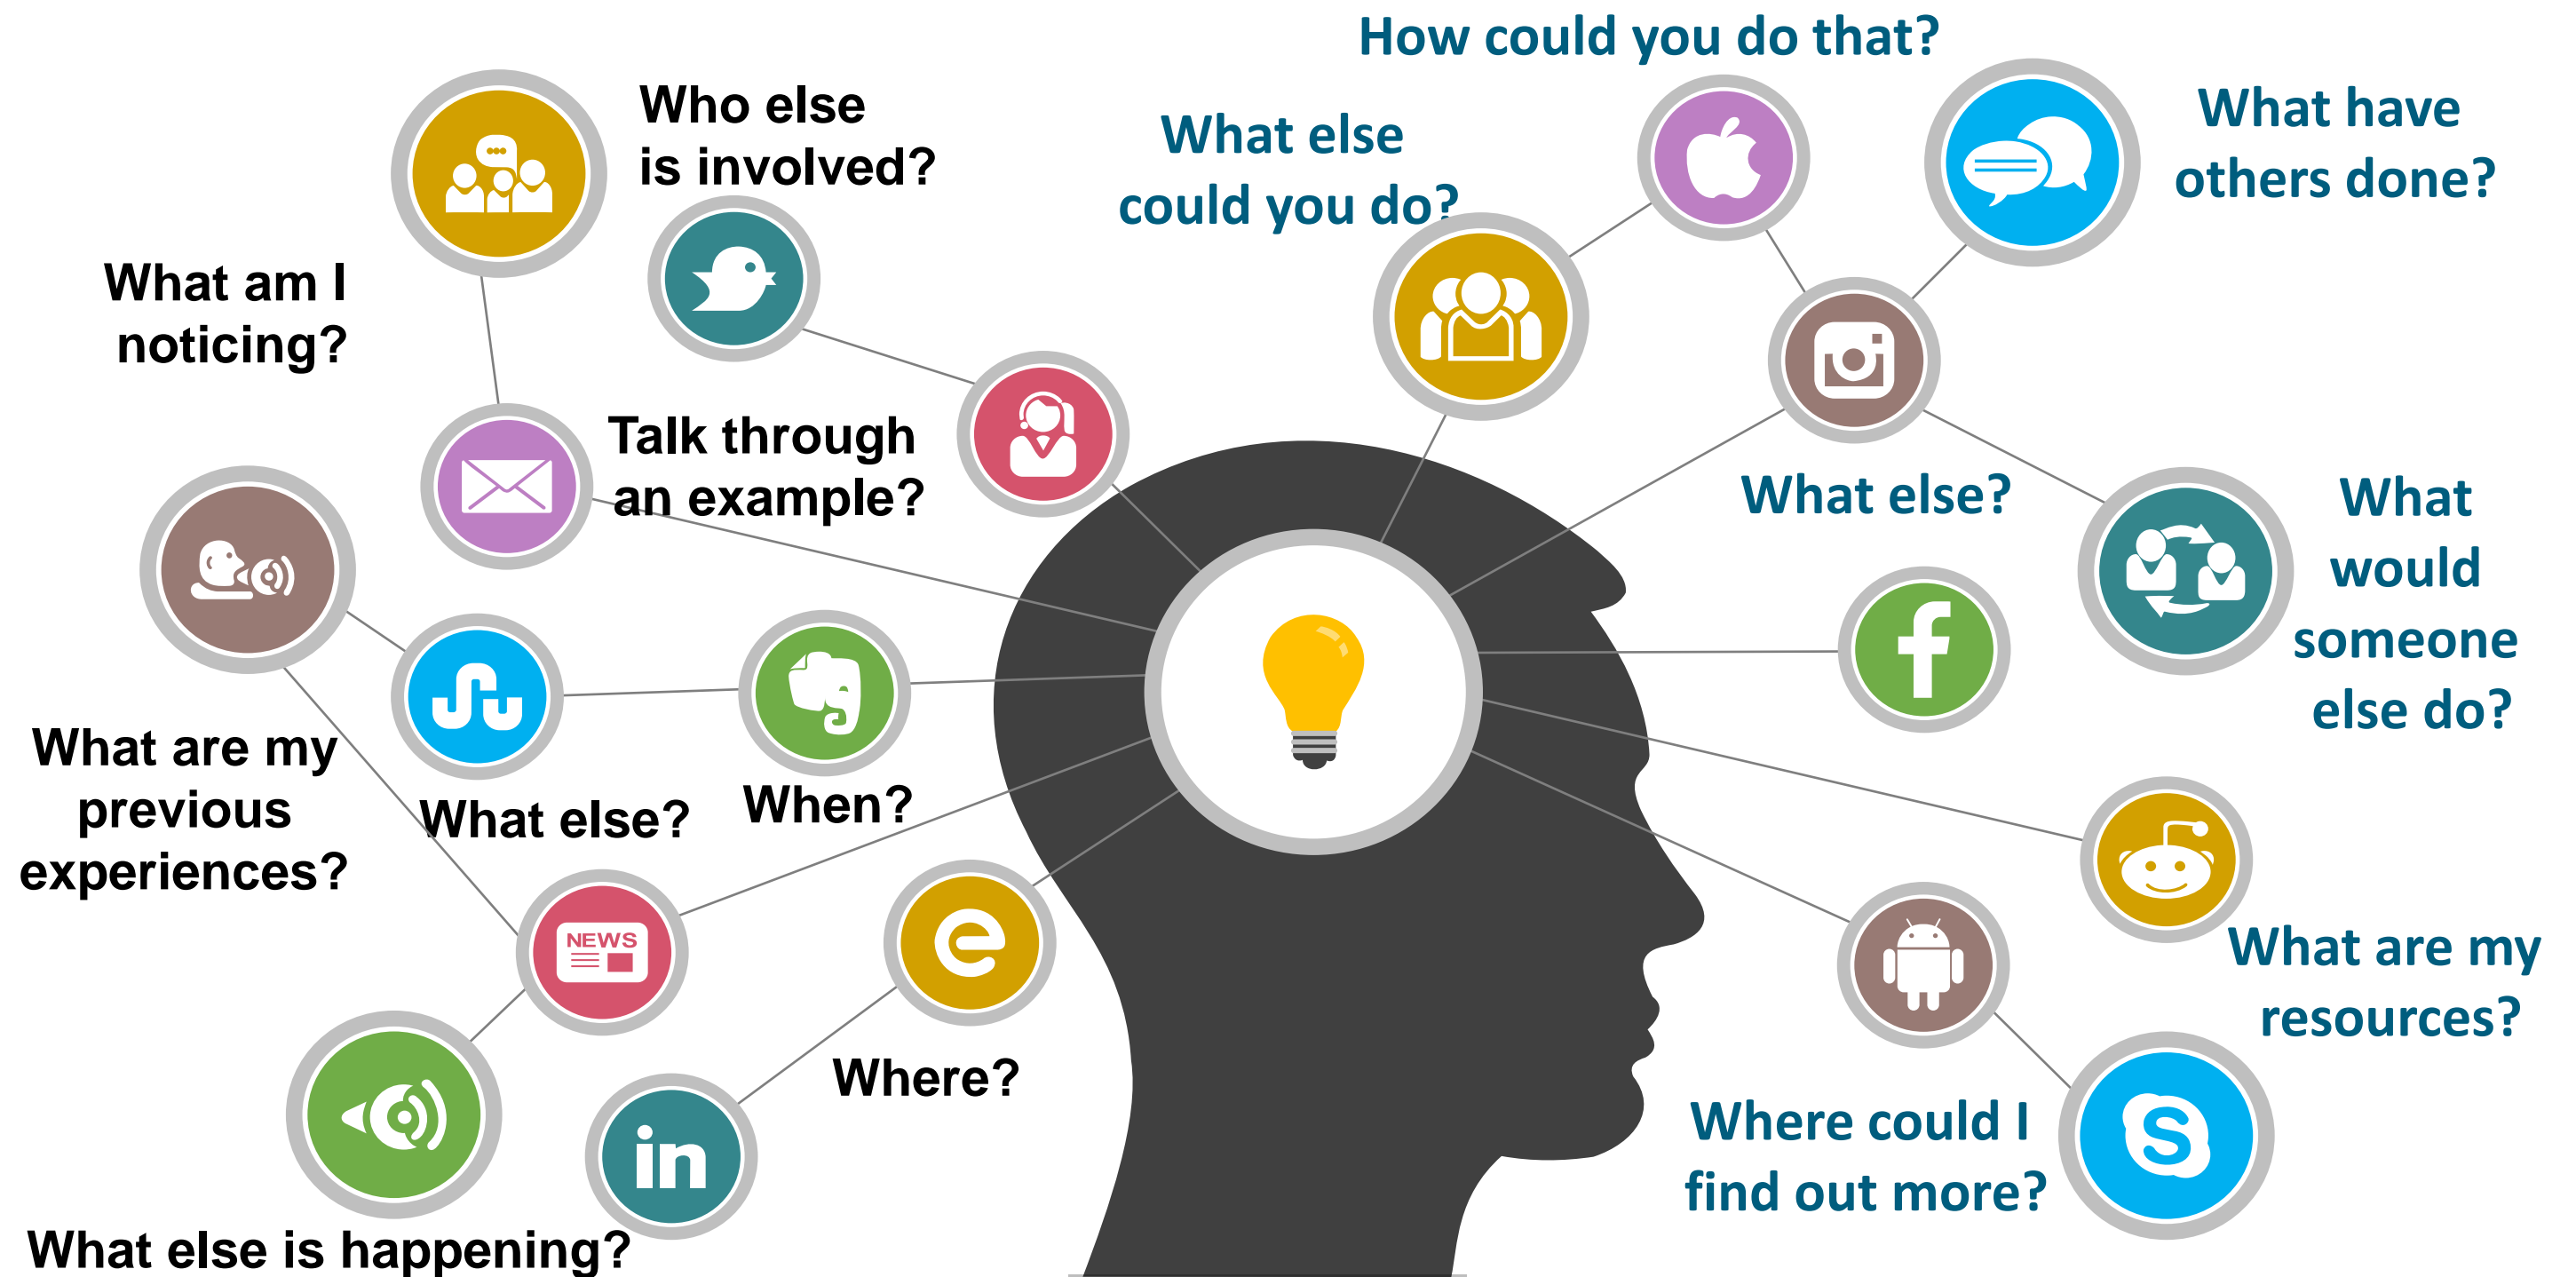 Who else
is involved?
What am I
noticing?
Talk through
an example?
What are my
previous
experiences?
What else?
When?
NEWS
Where?
What else is happening?
in
e
How could you do that?
What else
could you do?
What have
others done?
What else?
What
would
someone
else do?
f
What are my
resources?
Where could I
find out more?
S